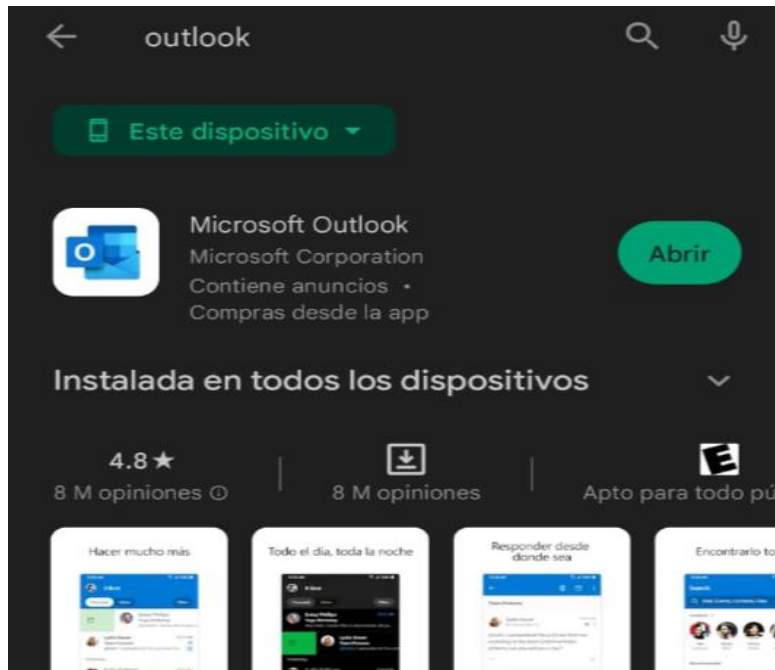 outlook
Este dispositivo
Microsoft Outlook
Microsoft Corporation
Contiene anuncios •
Compras desde la app
Abrir
Instalada en todos los dispositivos
4.8★
8 M opiniones
8 M opiniones
E
Apto para todo pú
Hacer mucho más
Todo el día, toda la noche
Responder desde
donde sea
Encontrarlo to